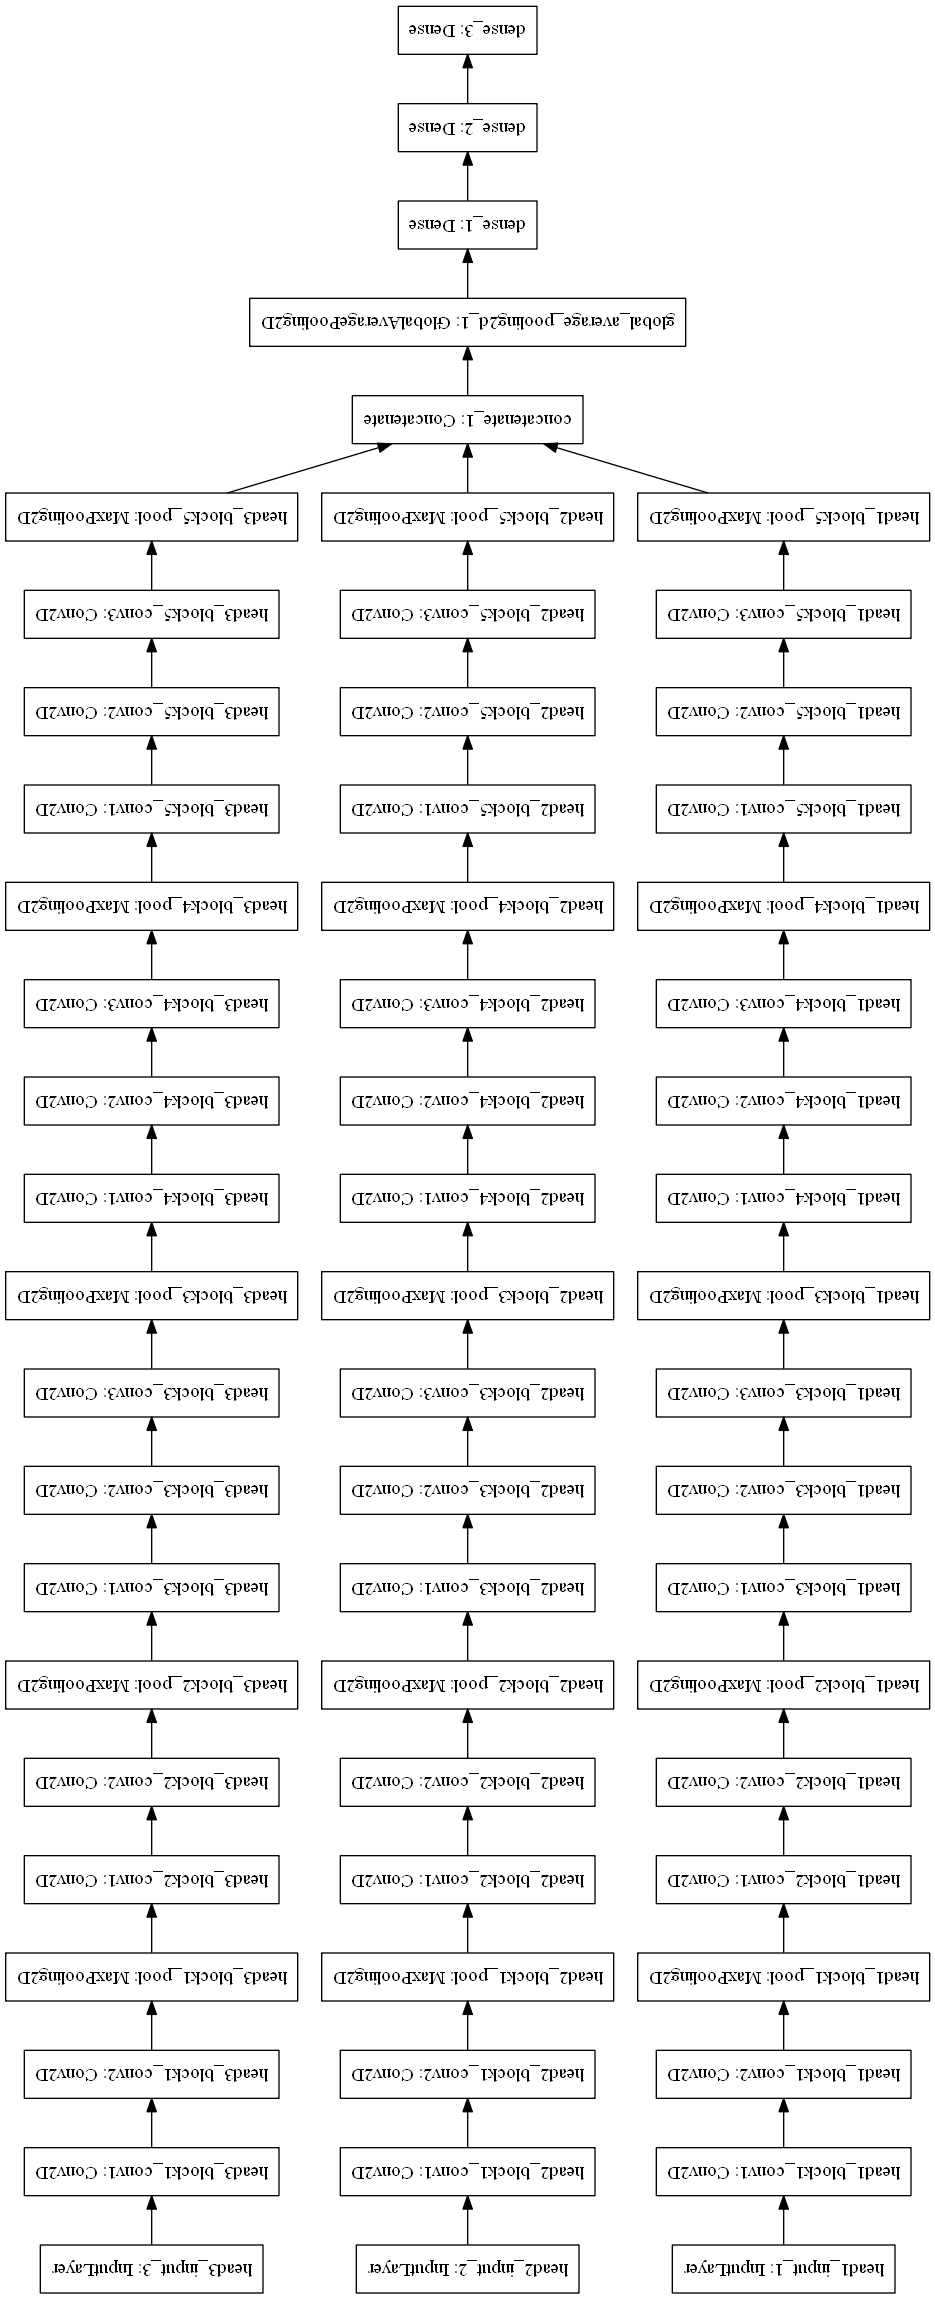 head1_input_1: InputLayer
head2_input_2: InputLayer
head3_input_3: InputLayer
head1_block1_conv1: Conv2D
head2_block1_conv1: Conv2D
head3_block1_conv1: Conv2D
head1_block1_conv2: Conv2D
head2_block1_conv2: Conv2D
head3_block1_conv2: Conv2D
head1_block1_pool: MaxPooling2D
head2_block1_pool: MaxPooling2D
head3_block1_pool: MaxPooling2D
head1_block2_conv1: Conv2D
head2_block2_conv1: Conv2D
head3_block2_conv1: Conv2D
head1_block2_conv2: Conv2D
head2_block2_conv2: Conv2D
head3_block2_conv2: Conv2D
head1_block2_pool: MaxPooling2D
head2_block2_pool: MaxPooling2D
head3_block2_pool: MaxPooling2D
head1_block3_conv1: Conv2D
head2_block3_conv1: Conv2D
head3_block3_conv1: Conv2D
head1_block3_conv2: Conv2D
head2_block3_conv2: Conv2D
head3_block3_conv2: Conv2D
head1_block3_conv3: Conv2D
head2_block3_conv3: Conv2D
head3_block3_conv3: Conv2D
head1_block3_pool: MaxPooling2D
head2_block3_pool: MaxPooling2D
head3_block3_pool: MaxPooling2D
head1_block4_conv1: Conv2D
head2_block4_conv1: Conv2D
head3_block4_conv1: Conv2D
head1_block4_conv2: Conv2D
head2_block4_conv2: Conv2D
head3_block4_conv2: Conv2D
head1_block4_conv3: Conv2D
head2_block4_conv3: Conv2D
head3_block4_conv3: Conv2D
head1_block4_pool: MaxPooling2D
head2_block4_pool: MaxPooling2D
head3_block4_pool: MaxPooling2D
head1_block5_conv1: Conv2D
head2_block5_conv1: Conv2D
head3_block5_conv1: Conv2D
head1_block5_conv2: Conv2D
head2_block5_conv2: Conv2D
head3_block5_conv2: Conv2D
head1_block5_conv3: Conv2D
head2_block5_conv3: Conv2D
head3_block5_conv3: Conv2D
head1_block5_pool: MaxPooling2D
head2_block5_pool: MaxPooling2D
head3_block5_pool: MaxPooling2D
concatenate_1: Concatenate
global_average_pooling2d_1: GlobalAveragePooling2D
dense_1: Dense
dense_2: Dense
dense_3: Dense